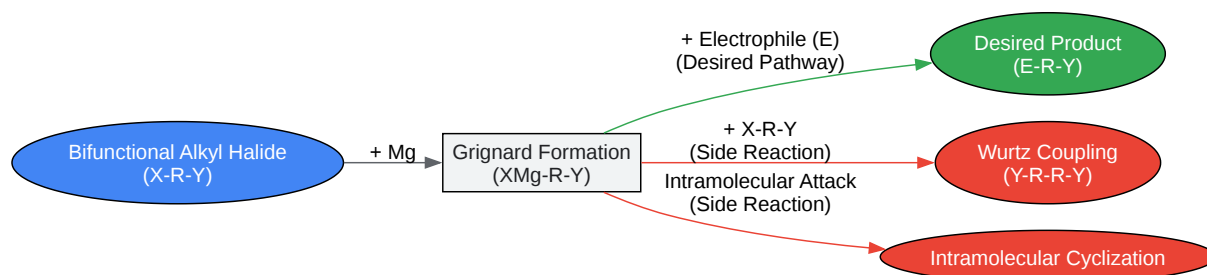 Bifunctional Alkyl Halide
(X-R-Y)
+ Mg
Grignard Formation
(XMg-R-Y)
+ Electrophile (E)
(Desired Pathway)
Desired Product
(E-R-Y)
+ X-R-Y
(Side Reaction)
Wurtz Coupling
(Y-R-R-Y)
Intramolecular Attack
(Side Reaction)
Intramolecular Cyclization